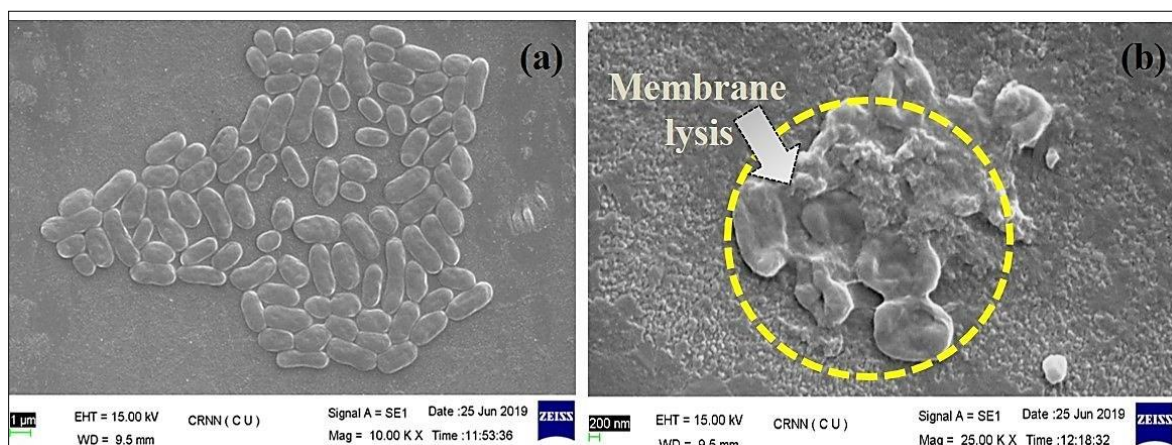 (a)
1 µm
EHT = 15.00 kV
WD = 9.5 mm
CRNN ( C U )
Signal A = SE1
Mag = 10.00 K X
Date :25 Jun 2019
Time :11:53:36
ZEISS
(b)
Membrane
lysis
200 nm
EHT = 15.00 kV
WD = 9.5 mm
CRNN ( C U )
Signal A = SE1
Mag = 25.00 K X
Date :25 Jun 2019
Time :12:18:32
ZEISS